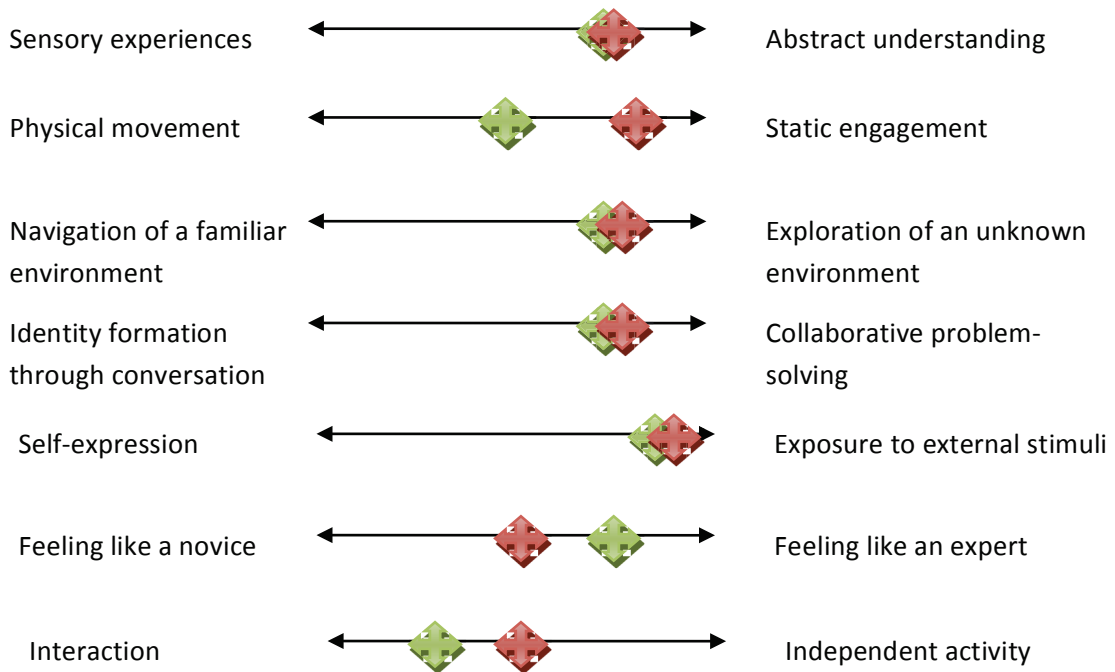 Sensory experiences
Abstract understanding
Physical movement
Static engagement
Navigation of a familiar
environment
Exploration of an unknown
environment
Identity formation
through conversation
Collaborative problem-
solving
Self-expression
Exposure to external stimuli
Feeling like a novice
Feeling like an expert
Interaction
Independent activity